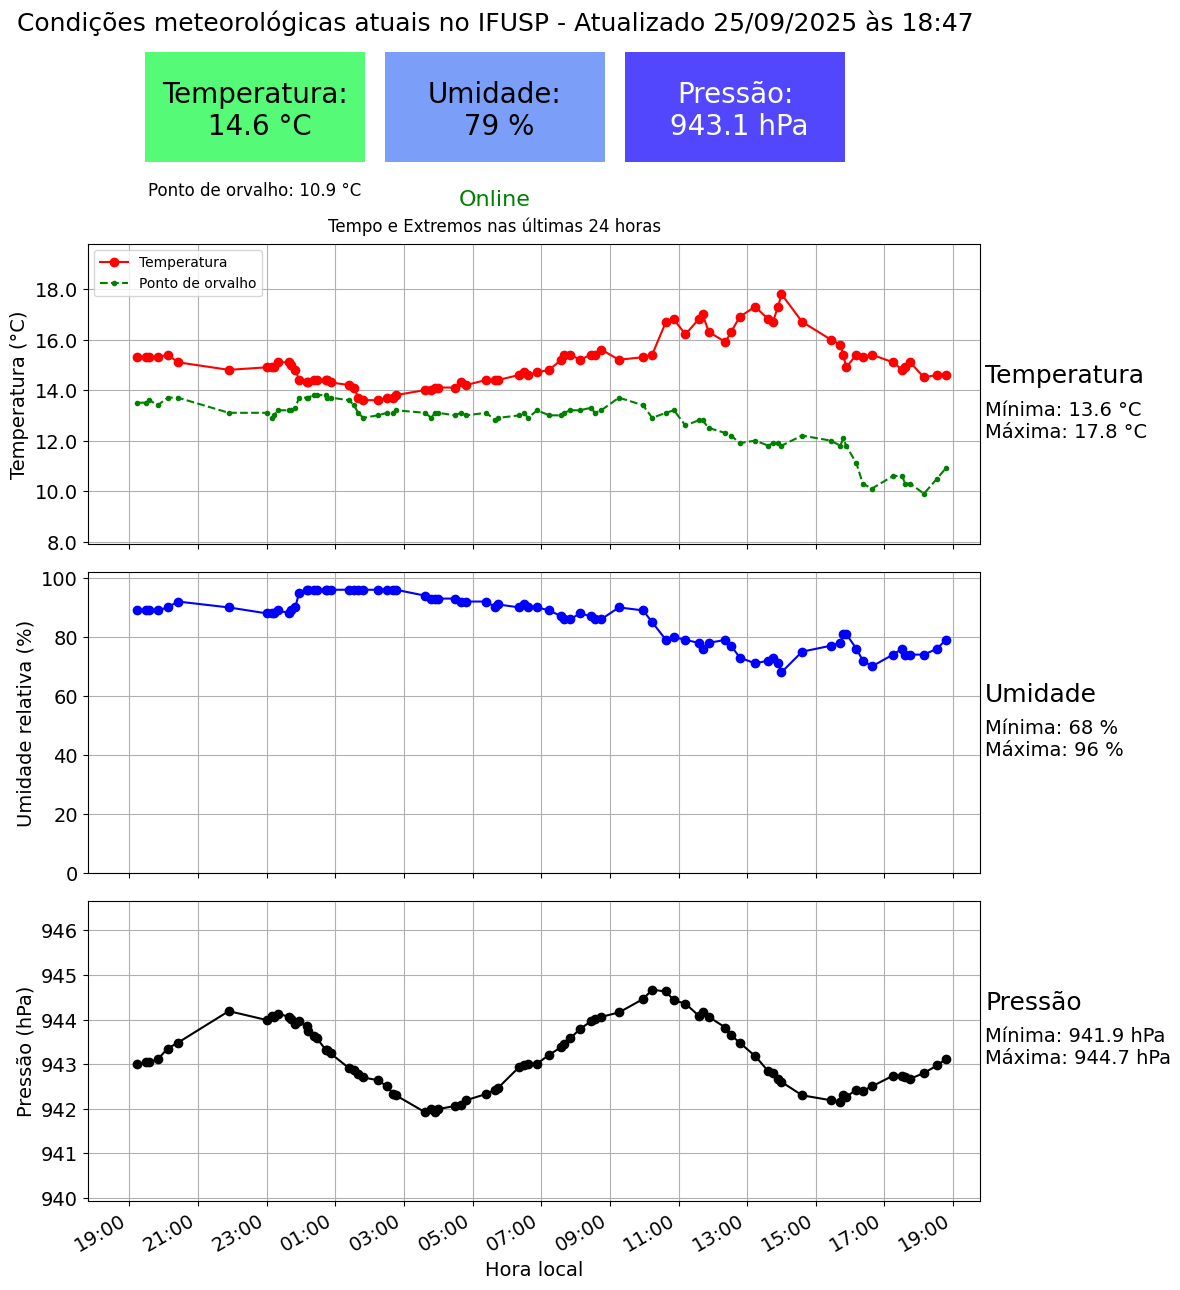 Condições meteorológicas atuais no IFUSP - Atualizado 25/09/2025 às 18:47
Temperatura:
14.6 °C
Umidade:
79 %
Pressão:
943.1 hPa
Ponto de orvalho: 10.9 °C
Online
Tempo e Extremos nas últimas 24 horas
Temperatura
Ponto de orvalho
Temperatura (°C)
18.0
16.0
14.0
12.0
10.0
8.0
Temperatura
Mínima: 13.6 °C
Máxima: 17.8 °C
Umidade relativa (%)
100
80
60
40
20
0
Umidade
Mínima: 68 %
Máxima: 96 %
Pressão (hPa)
946
945
944
943
942
941
940
Pressão
Mínima: 941.9 hPa
Máxima: 944.7 hPa
19:00
21:00
23:00
01:00
03:00
05:00
07:00
09:00
11:00
13:00
15:00
17:00
19:00
Hora local